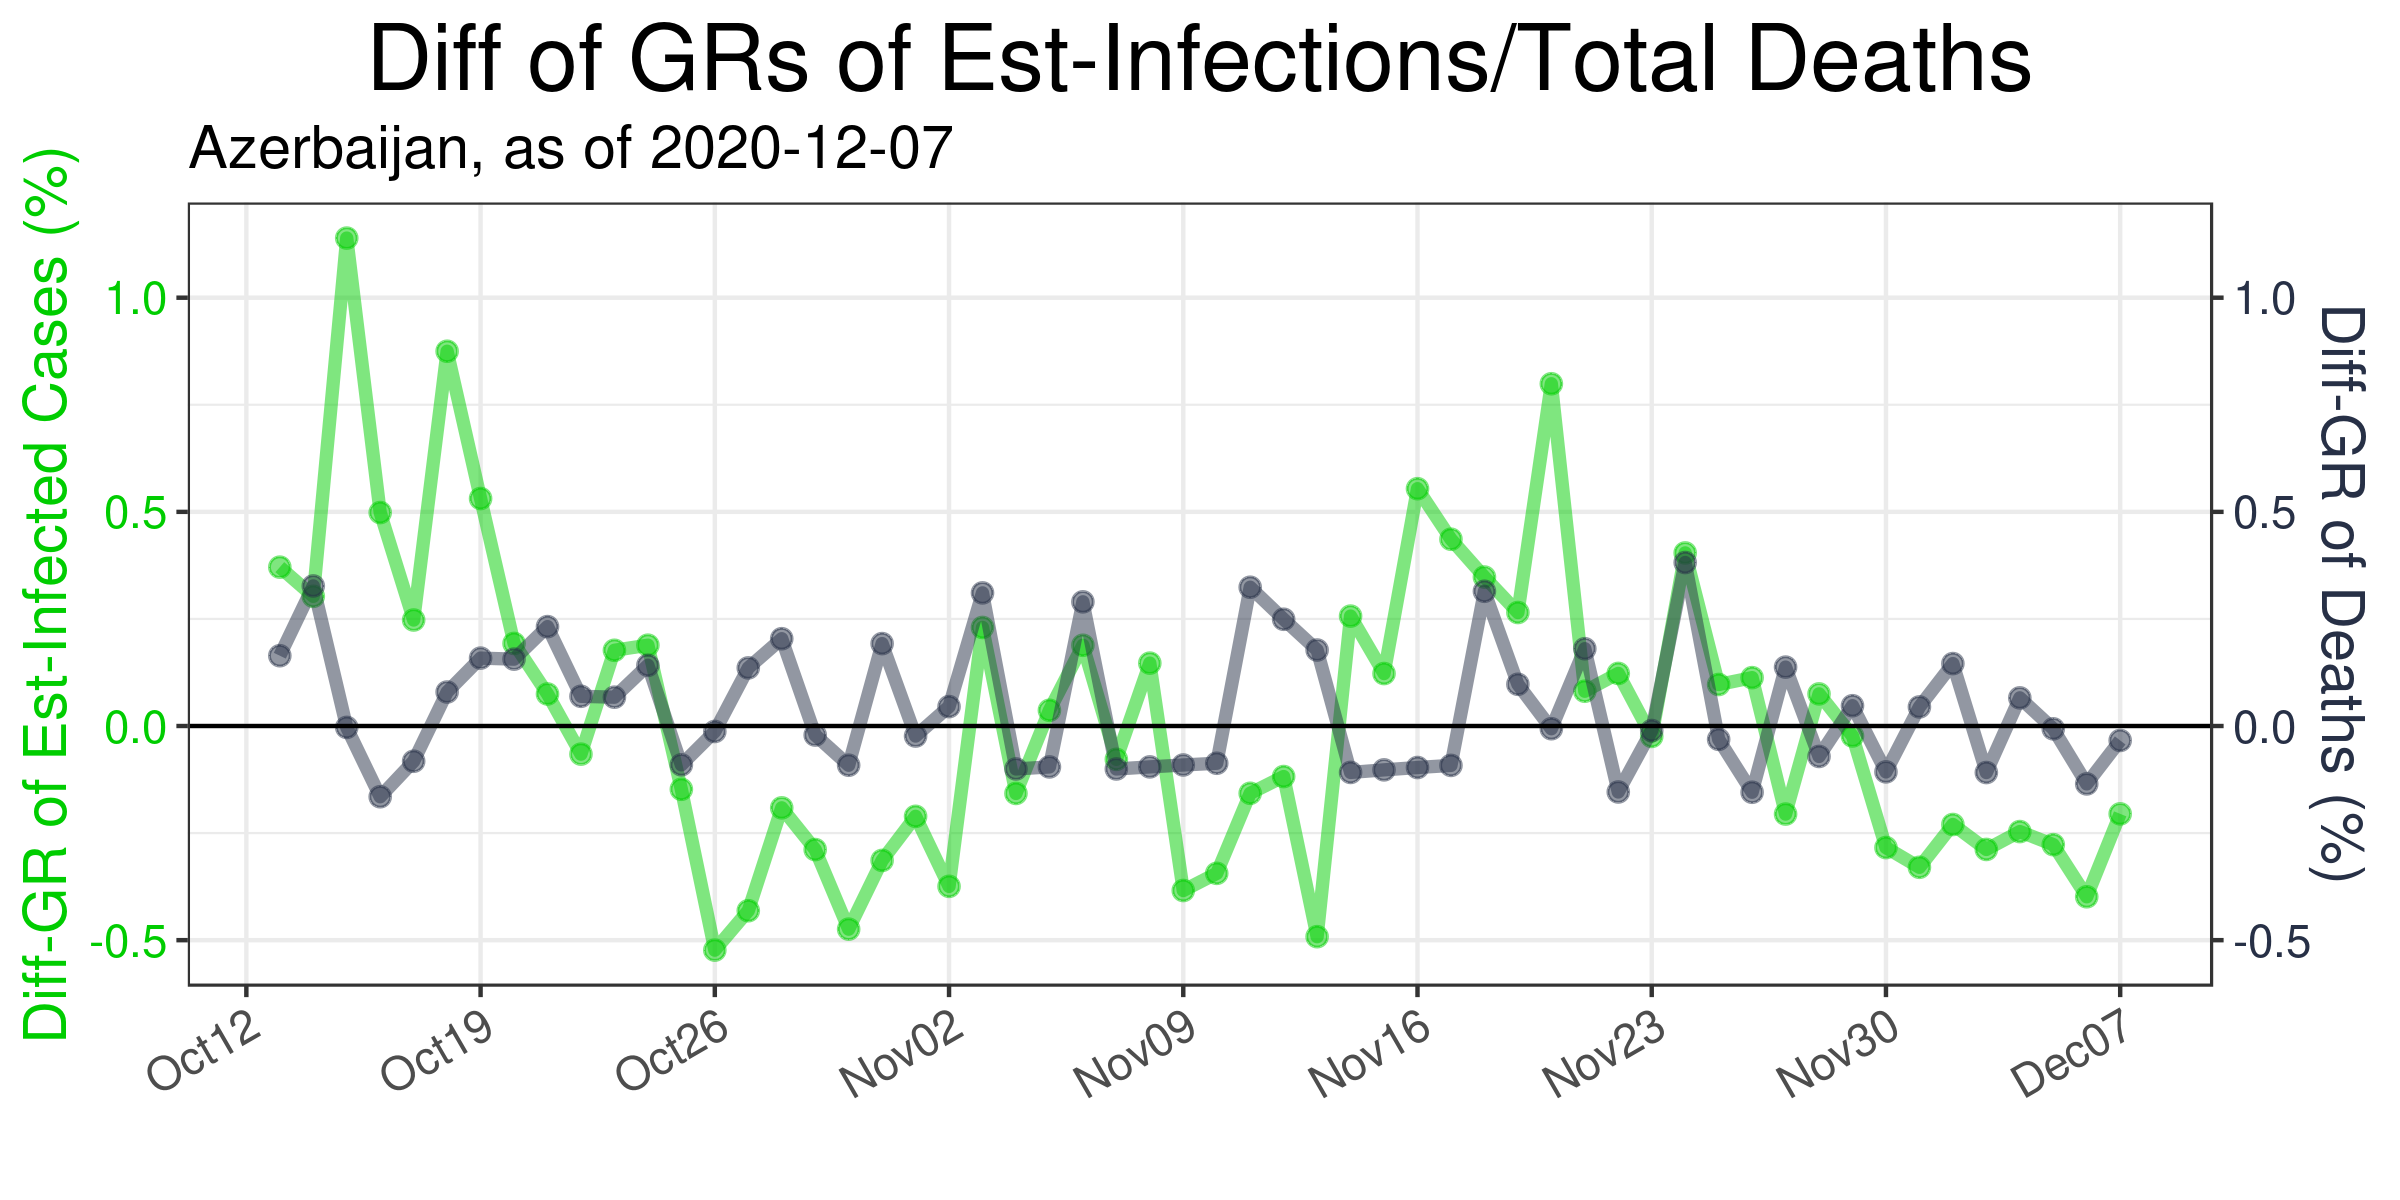 Diff of GRs of Est-Infections/Total Deaths
Azerbaijan, as of 2020-12-07
Diff-GR of Est-Infected Cases (%)
1.0
0.5
0.0
-0.5
1.0
0.5
0.0
-0.5
Diff-GR of Deaths (%)
Oct12
Oct19
Oct26
Nov02
Nov09
Nov16
Nov23
Nov30
Dec07